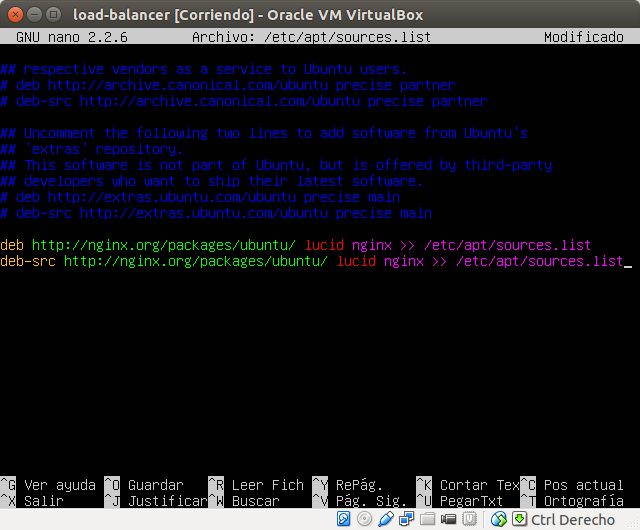 load-balancer [Corriendo] - Oracle VM VirtualBox
GNU nano 2.2.6 Archivo: /etc/apt/sources.list Modificado
## respective vendors as a service to Ubuntu users.
# deb http://archive.canonical.com/ubuntu precise partner
# deb-src http://archive.canonical.com/ubuntu precise partner
## Uncomment the following two lines to add software from Ubuntu's
## 'extras' repository.
## This software is not part of Ubuntu, but is offered by third-party
## developers who want to ship their latest software.
# deb http://extras.ubuntu.com/ubuntu precise main
# deb-src http://extras.ubuntu.com/ubuntu precise main
deb http://nginx.org/packages/ubuntu/ lucid nginx >> /etc/apt/sources.list
deb-src http://nginx.org/packages/ubuntu/ lucid nginx >> /etc/apt/sources.list
^G Ver ayuda ^O Guardar ^R Leer Fich ^Y RePág. ^K Cortar Tex ^C Pos actual
^X Salir ^J Justificar ^W Buscar ^V Pág. Sig. ^U PegarTxt ^T Ortografía
Ctrl Derecho